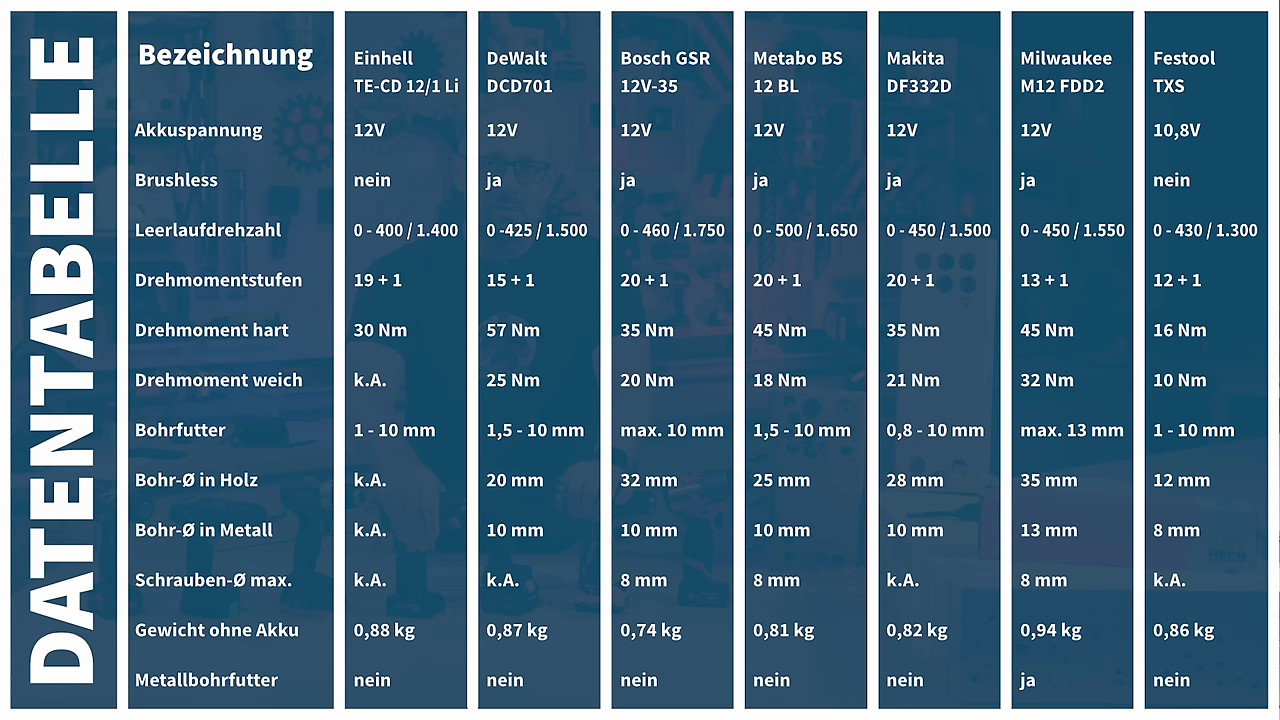 DATENTABELLE
Bezeichnung Einhell TE-CD 12/1 Li DeWalt DCD701 Bosch GSR 12V-35 Metabo BS 12 BL Makita DF332D Milwaukee M12 FDD2 Festool TXS
Akkuspannung 12V 12V 12V 12V 12V 12V 10,8V
Brushless nein ja ja ja ja ja nein
Leerlaufdrehzahl 0 - 400 / 1.400 0 -425 / 1.500 0 - 460 / 1.750 0 - 500 / 1.650 0 - 450 / 1.500 0 - 450 / 1.550 0 - 430 / 1.300
Drehmomentstufen 19 + 1 15 + 1 20 + 1 20 + 1 20 + 1 13 + 1 12 + 1
Drehmoment hart 30 Nm 57 Nm 35 Nm 45 Nm 35 Nm 45 Nm 16 Nm
Drehmoment weich k.A. 25 Nm 20 Nm 18 Nm 21 Nm 32 Nm 10 Nm
Bohrfutter 1 - 10 mm 1,5 - 10 mm max. 10 mm 1,5 - 10 mm 0,8 - 10 mm max. 13 mm 1 - 10 mm
Bohr-Ø in Holz k.A. 20 mm 32 mm 25 mm 28 mm 35 mm 12 mm
Bohr-Ø in Metall k.A. 10 mm 10 mm 10 mm 10 mm 13 mm 8 mm
Schrauben-Ø max. k.A. k.A. 8 mm 8 mm k.A. 8 mm k.A.
Gewicht ohne Akku 0,88 kg 0,87 kg 0,74 kg 0,81 kg 0,82 kg 0,94 kg 0,86 kg
Metallbohrfutter nein nein nein nein nein ja nein